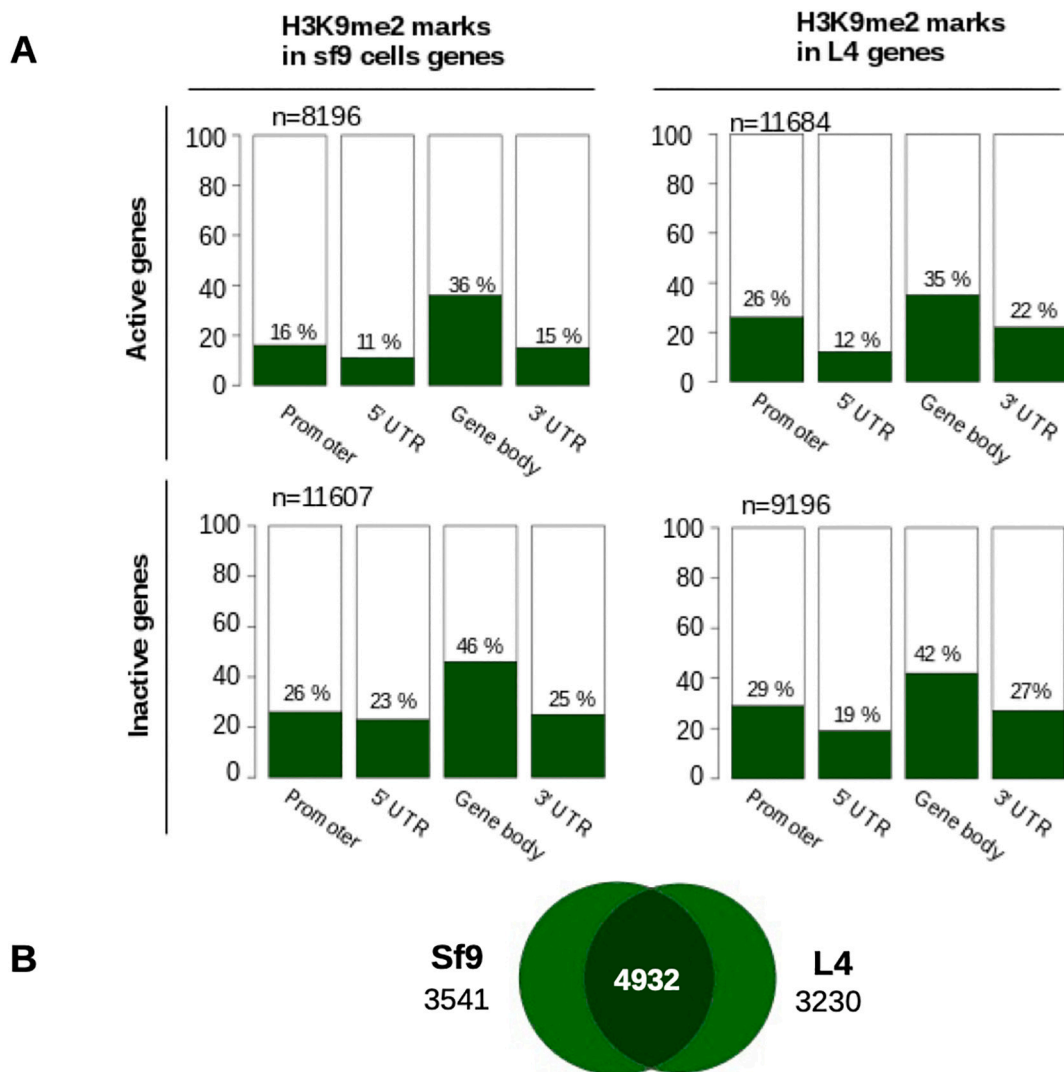 A
H3K9me2 marks
in sf9 cells genes
H3K9me2 marks
in L4 genes
Active genes
n=8196
100
80
60
40
20
0
16 %
11 %
36 %
15 %
Promoter
5' UTR
Gene body
3' UTR
n=11684
100
80
60
40
20
0
26 %
12 %
35 %
22 %
Promoter
5' UTR
Gene body
3' UTR
Inactive genes
n=11607
100
80
60
40
20
0
26 %
23 %
46 %
25 %
Promoter
5' UTR
Gene body
3' UTR
n=9196
100
80
60
40
20
0
29 %
19 %
42 %
27%
Promoter
5' UTR
Gene body
3' UTR
B
Sf9
3541
4932
L4
3230